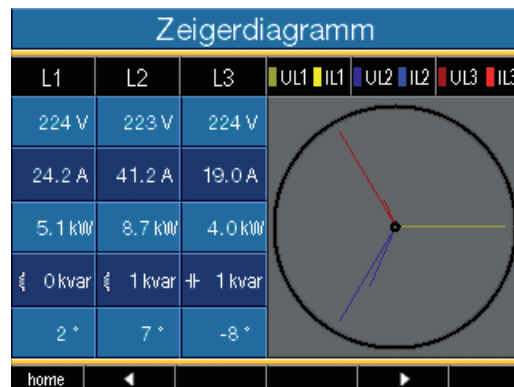 Zeigerdiagramm
L1 L2 L3 UL1 IL1 UL2 IL2 UL3 IL3
224 V 223 V 224 V
24.2 A 41.2 A 19.0 A
5.1 kW 8.7 kW 4.0 kW
0 kvar 1 kvar 1 kvar
2 ° 7 ° -8 °
home